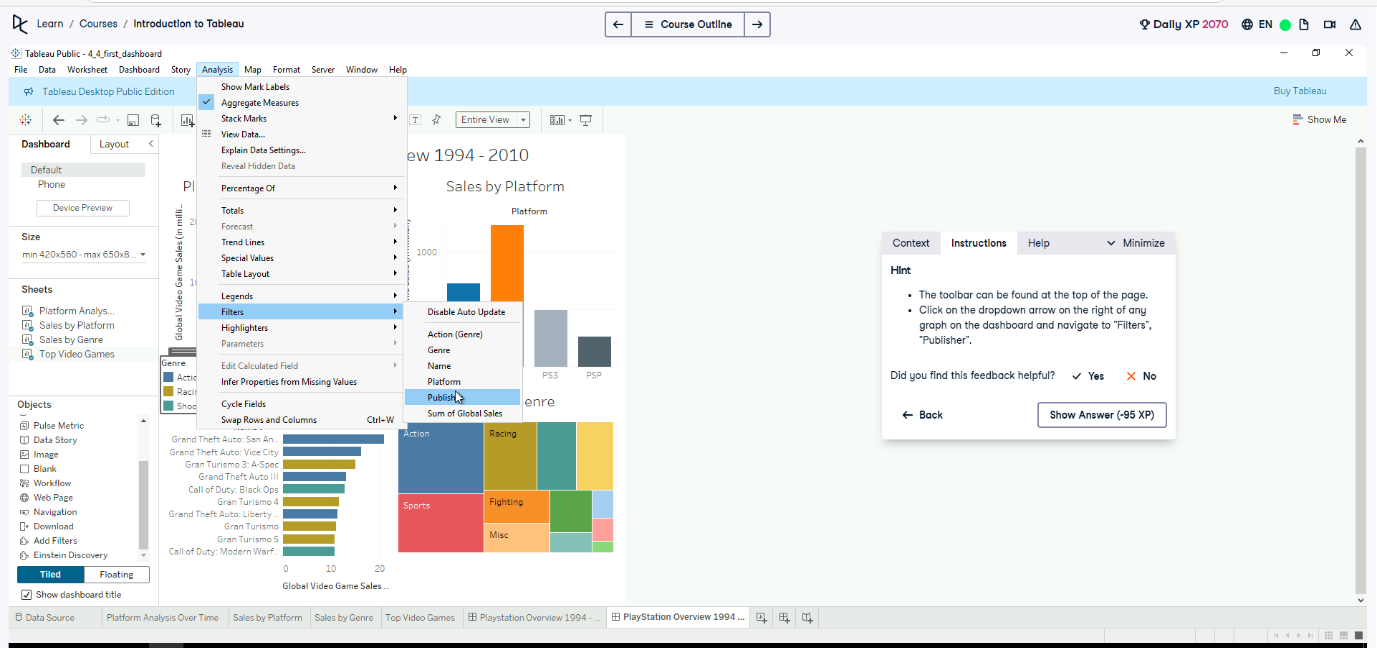 Learn / Courses / Introduction to Tableau
Course Outline
Daily XP 2070
EN
Tableau Public - 4_4_first_dashboard
File Data Worksheet Dashboard Story Analysis Map Format Server Window Help
Tableau Desktop Public Edition
Buy Tableau
Entire View
Show Me
Dashboard
Layout
Default
Phone
Device Preview
Size
min 420x560 - max 650x8...
Sheets
Platform Analys...
Sales by Platform
Sales by Genre
Top Video Games
Objects
Pulse Metric
Data Story
Image
Blank
Workflow
Web Page
Navigation
Download
Add Filters
Einstein Discovery
Tiled
Floating
Show dashboard title
Show Mark Labels
Aggregate Measures
Stack Marks
View Data...
Explain Data Settings...
Reveal Hidden Data
Percentage Of
Totals
Forecast
Trend Lines
Special Values
Table Layout
Legends
Filters
Highlighters
Parameters
Edit Calculated Field
Infer Properties from Missing Values
Cycle Fields
Swap Rows and Columns Ctrl+W
Disable Auto Update
Action (Genre)
Genre
Name
Platform
Publish
Sum of Global Sales
ew 1994 - 2010
Pl
Global Video Game Sales (in milli..
Sales by Platform
Platform
1000
PS3
PSP
Genre
Actic
Racin
Shoo
Grand Theft Auto: San An..
Grand Theft Auto: Vice City
Gran Turismo 3: A-Spec
Grand Theft Auto III
Call of Duty: Black Ops
Gran Turismo 4
Grand Theft Auto: Liberty ..
Gran Turismo
Gran Turismo 5
Call of Duty: Modern Warf..
0 10 20
Global Video Game Sales ..
enre
Action
Racing
Sports
Fighting
Misc
Context
Instructions
Help
Minimize
Hint
• The toolbar can be found at the top of the page.
• Click on the dropdown arrow on the right of any
graph on the dashboard and navigate to "Filters",
"Publisher".
Did you find this feedback helpful? Yes No
Back
Show Answer (-95 XP)
Data Source
Platform Analysis Over Time
Sales by Platform
Sales by Genre
Top Video Games
Playstation Overview 1994 - ...
PlayStation Overview 1994 ...